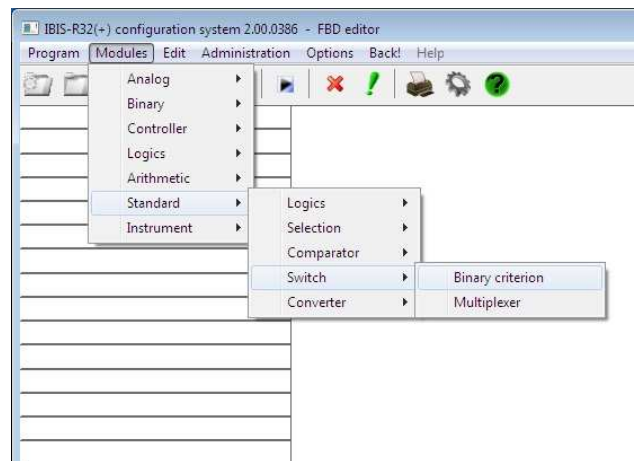 IBIS-R32(+) configuration system 2.00.0386 - FBD editor
Program Modules Edit Administration Options Back! Help
Analog
Binary
Controller
Logics
Arithmetic
Standard
Instrument
Logics
Selection
Comparator
Switch
Converter
Binary criterion
Multiplexer